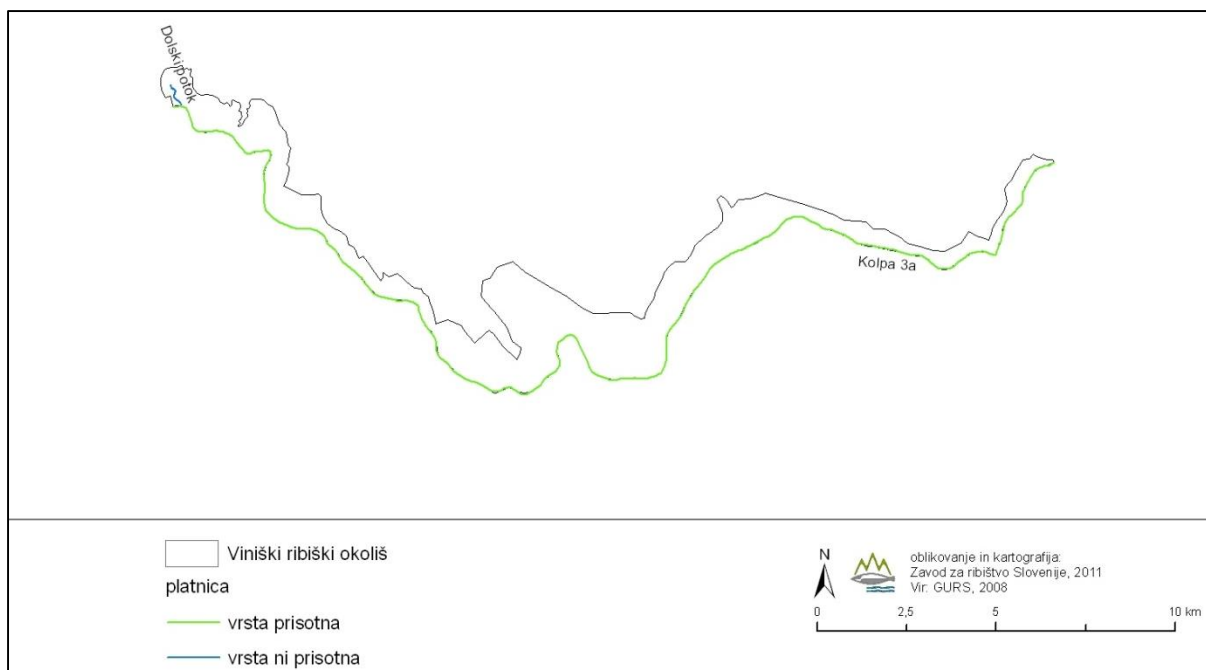 Dolski potok
Kolpa 3a
Viniški ribiški okoliš
platnica
vrsta prisotna
vrsta ni prisotna
N
oblikovanje in kartografija:
Zavod za ribištvo Slovenije, 2011
Vir: GURS, 2008
0 2,5 5 10 km